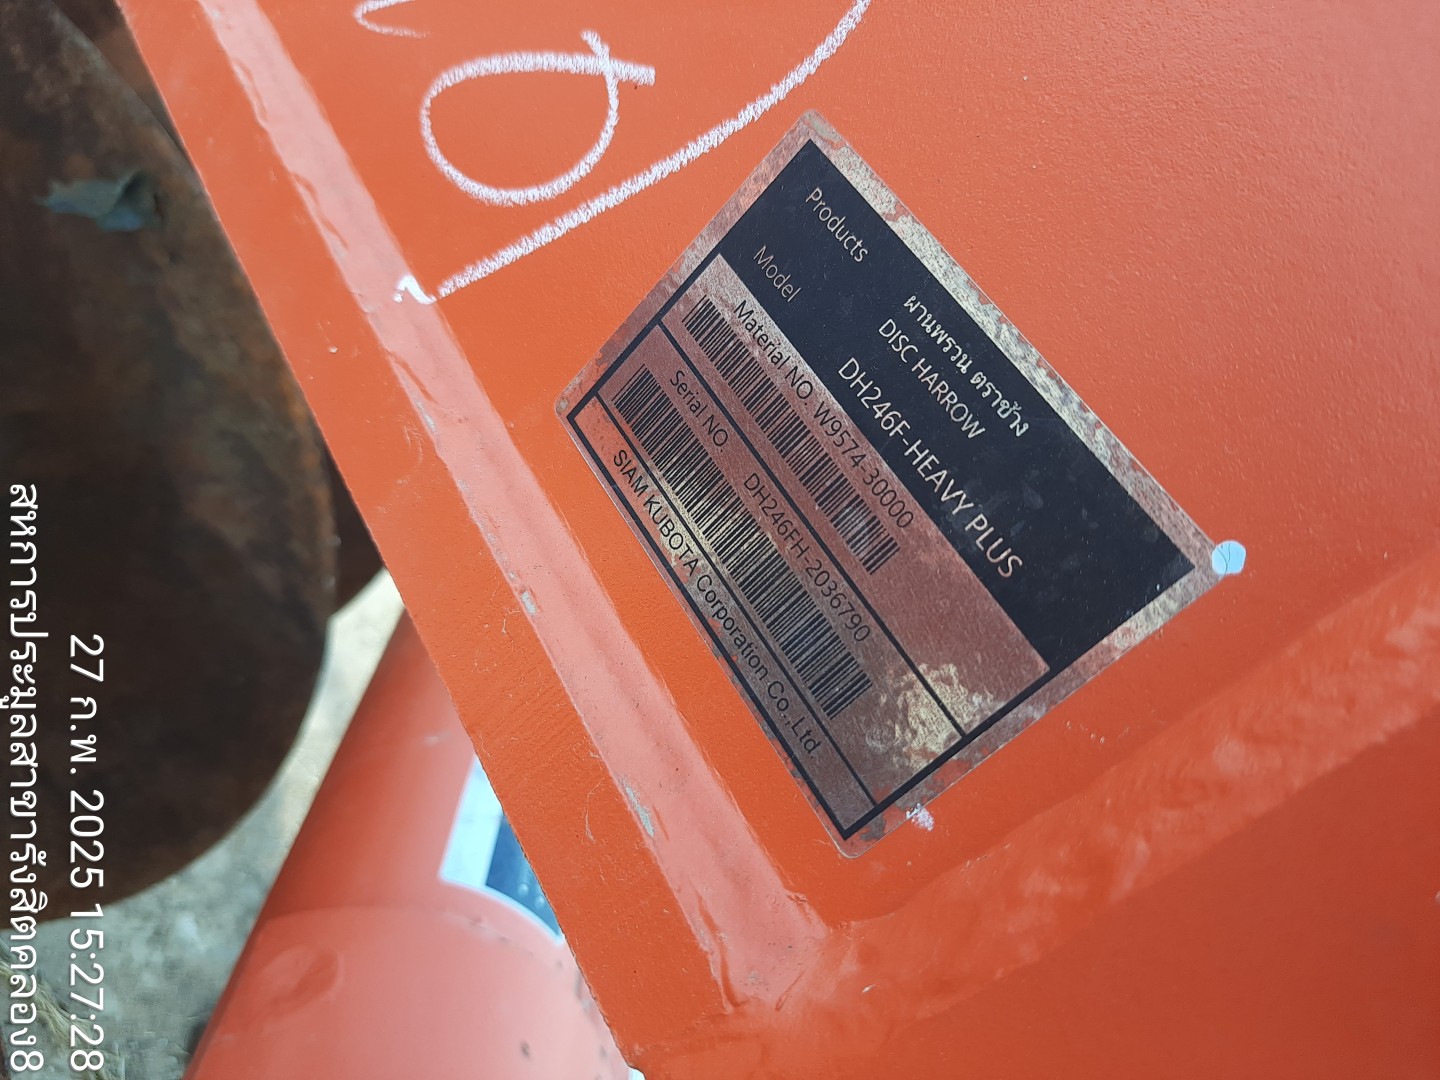 Products
ผานพรวน ตราช้าง
DISC HARROW
Model
DH246F-HEAVY PLUS
Material NO. W9574-30000
Serial NO. DH246FH-2036790
SIAM KUBOTA Corporation Co.,Ltd
27 ก.พ. 2025 15:27:28
สหการประมูลสาขารังสิตคลอง8